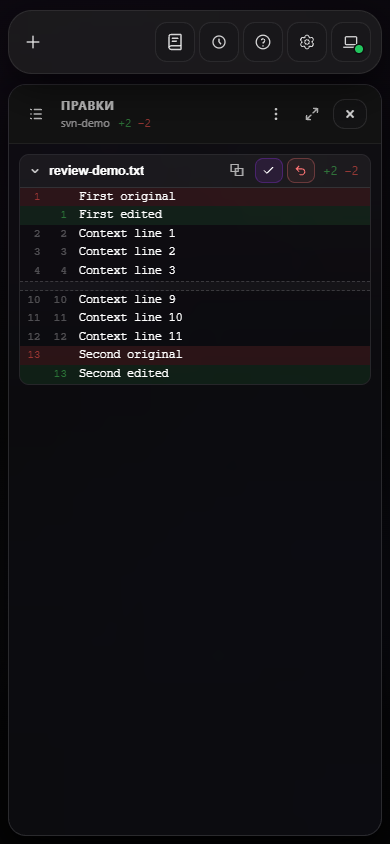 ПРАВКИ
svn-demo +2 −2
review-demo.txt +2 −2
1 First original
1 First edited
2 2 Context line 1
3 3 Context line 2
4 4 Context line 3
10 10 Context line 9
11 11 Context line 10
12 12 Context line 11
13 Second original
13 Second edited